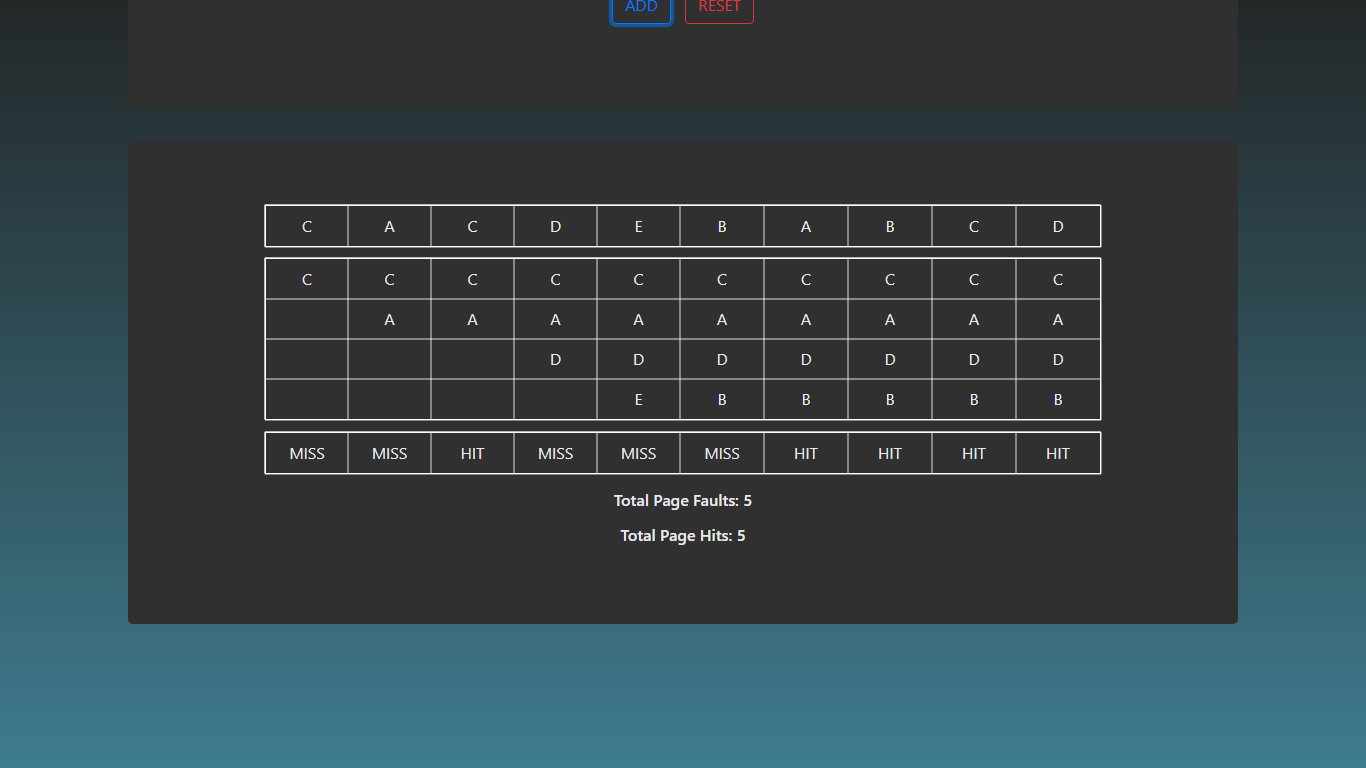 ADD RESET
C A C D E B A B C D
C C C C C C C C C C
A A A A A A A A A
D D D D D D D
E B B B B B
MISS MISS HIT MISS MISS MISS HIT HIT HIT HIT
Total Page Faults: 5
Total Page Hits: 5